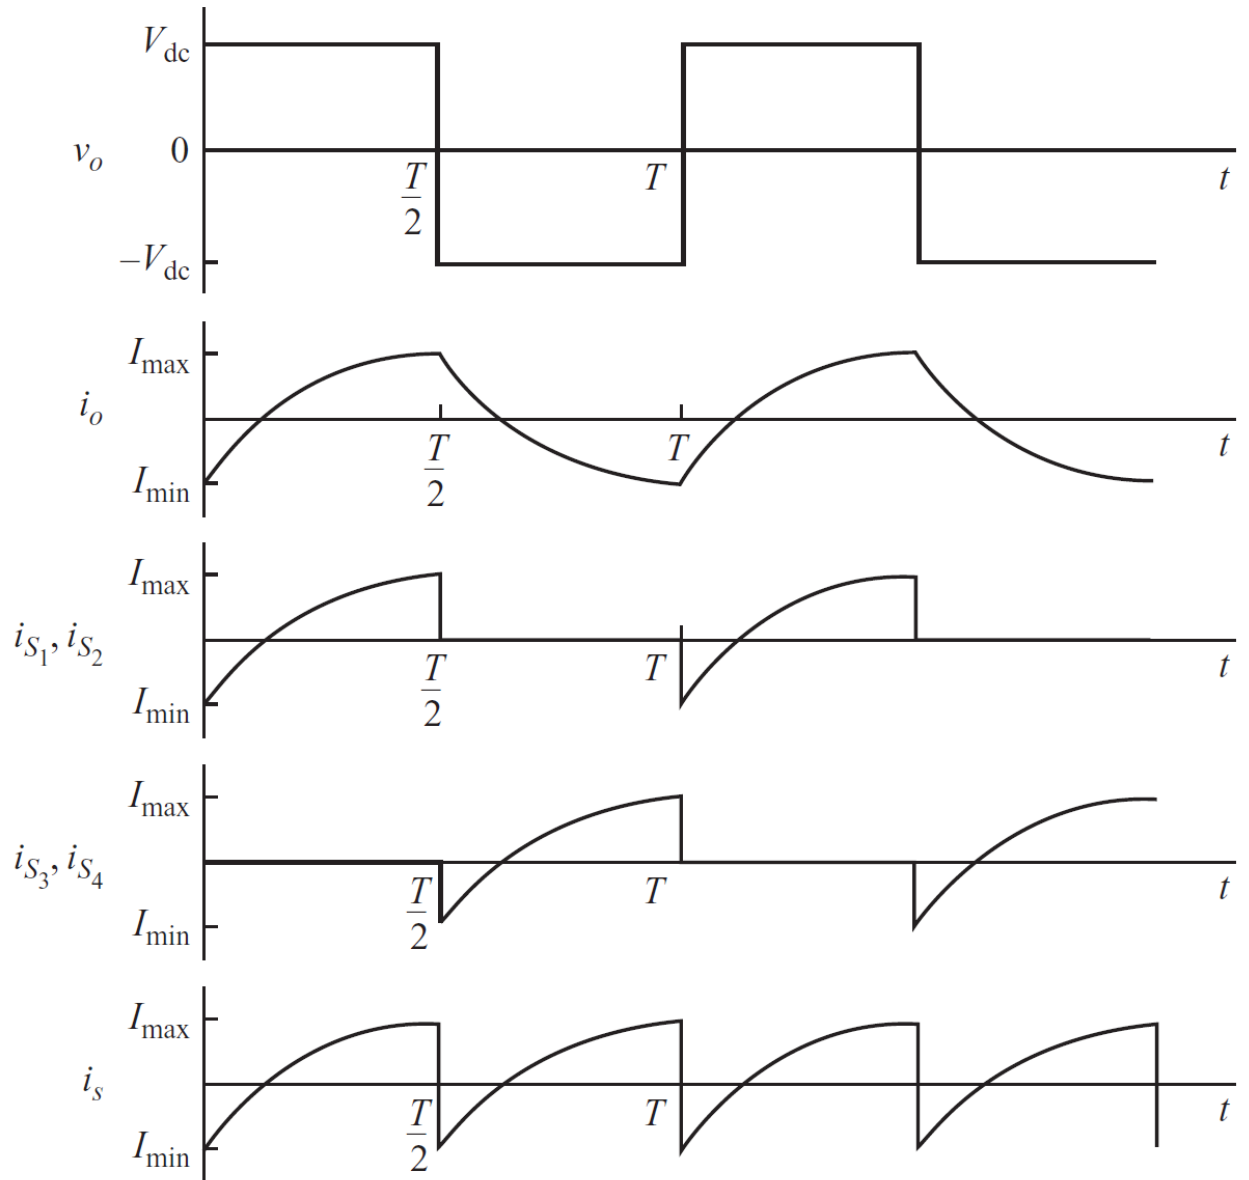 V_dc
v_o 0
T/2 T t
−V_dc
I_max
i_o
T/2 T t
I_min
I_max
i_S₁, i_S₂
T/2 T t
I_min
I_max
i_S₃, i_S₄
T/2 T t
I_min
I_max
i_s
T/2 T t
I_min